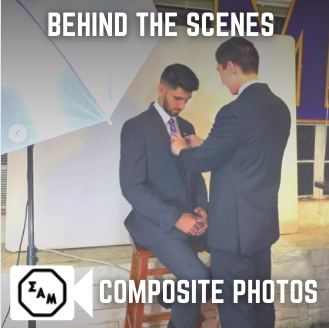 BEHIND THE SCENES
ΣAM
COMPOSITE PHOTOS